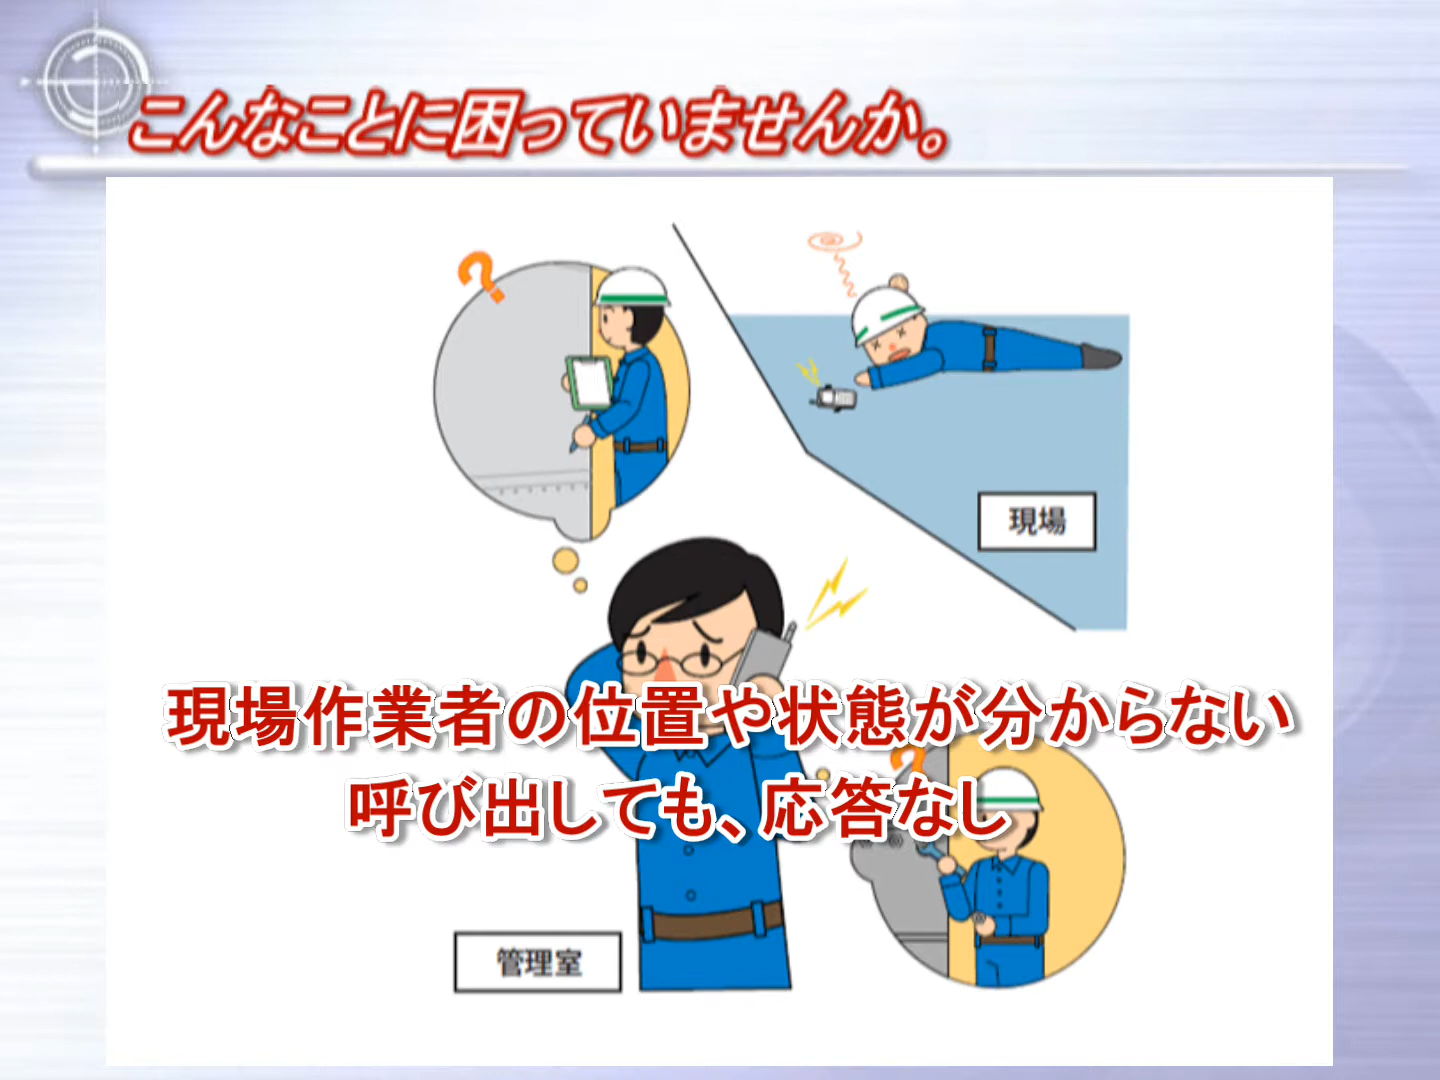 こんなことに困っていませんか。
?
現場
現場作業者の位置や状態が分からない
?
呼び出しても、応答なし
管理室